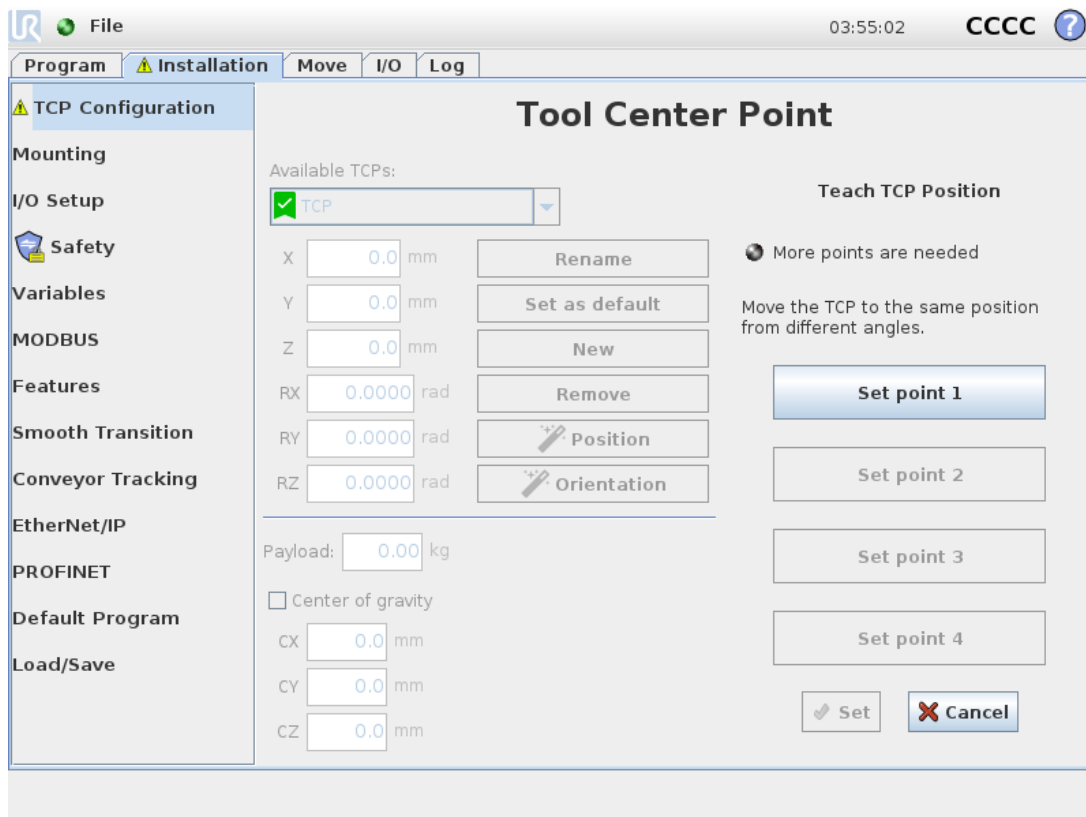 UR File 03:55:02 CCCC ?
Program Installation Move I/O Log
TCP Configuration
Mounting
I/O Setup
Safety
Variables
MODBUS
Features
Smooth Transition
Conveyor Tracking
EtherNet/IP
PROFINET
Default Program
Load/Save
Tool Center Point
Available TCPs:
TCP
X 0.0 mm Rename
Y 0.0 mm Set as default
Z 0.0 mm New
RX 0.0000 rad Remove
RY 0.0000 rad Position
RZ 0.0000 rad Orientation
Payload: 0.00 kg
Center of gravity
CX 0.0 mm
CY 0.0 mm
CZ 0.0 mm
Teach TCP Position
More points are needed
Move the TCP to the same position
from different angles.
Set point 1
Set point 2
Set point 3
Set point 4
Set Cancel